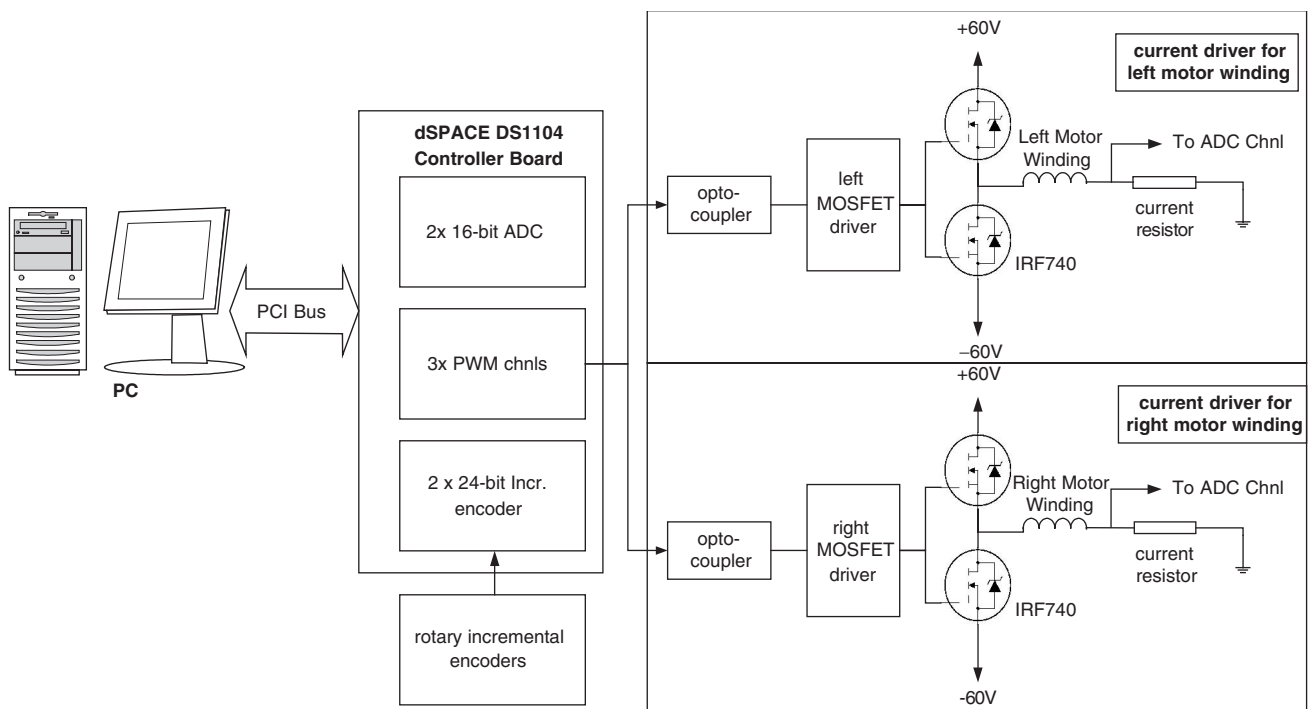 PC
PCI Bus
dSPACE DS1104
Controller Board
2x 16-bit ADC
3x PWM chnls
2 x 24-bit Incr.
encoder
rotary incremental
encoders
+60V
current driver for
left motor winding
opto-
coupler
left
MOSFET
driver
Left Motor
Winding
To ADC Chnl
current
resistor
IRF740
−60V
+60V
current driver for
right motor winding
opto-
coupler
right
MOSFET
driver
Right Motor
Winding
To ADC Chnl
current
resistor
IRF740
-60V